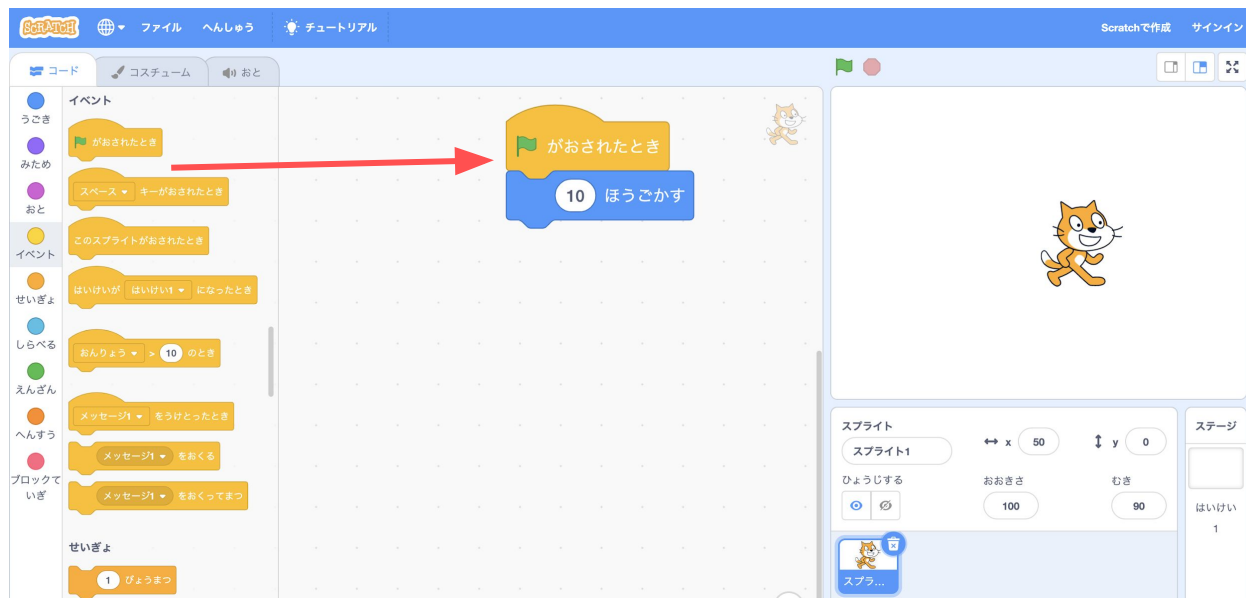 SCRATCH ファイル へんしゅう チュートリアル Scratchで作成 サインイン
コード コスチューム おと
うごき
みため
おと
イベント
せいぎょ
しらべる
えんざん
へんすう
ブロックて
いぎ
イベント
がおされたとき
スペース キーがおされたとき
このスプライトがおされたとき
はいけいが はいけい1 になったとき
おんりょう > 10 のとき
メッセージ1 をうけとったとき
メッセージ1 をおくる
メッセージ1 をおくってまつ
せいぎょ
1 びょうまつ
がおされたとき
10 ほうごかす
スプライト
スプライト1
x 50
y 0
ひょうじする
おおきさ
100
むき
90
スプラ...
ステージ
はいけい
1